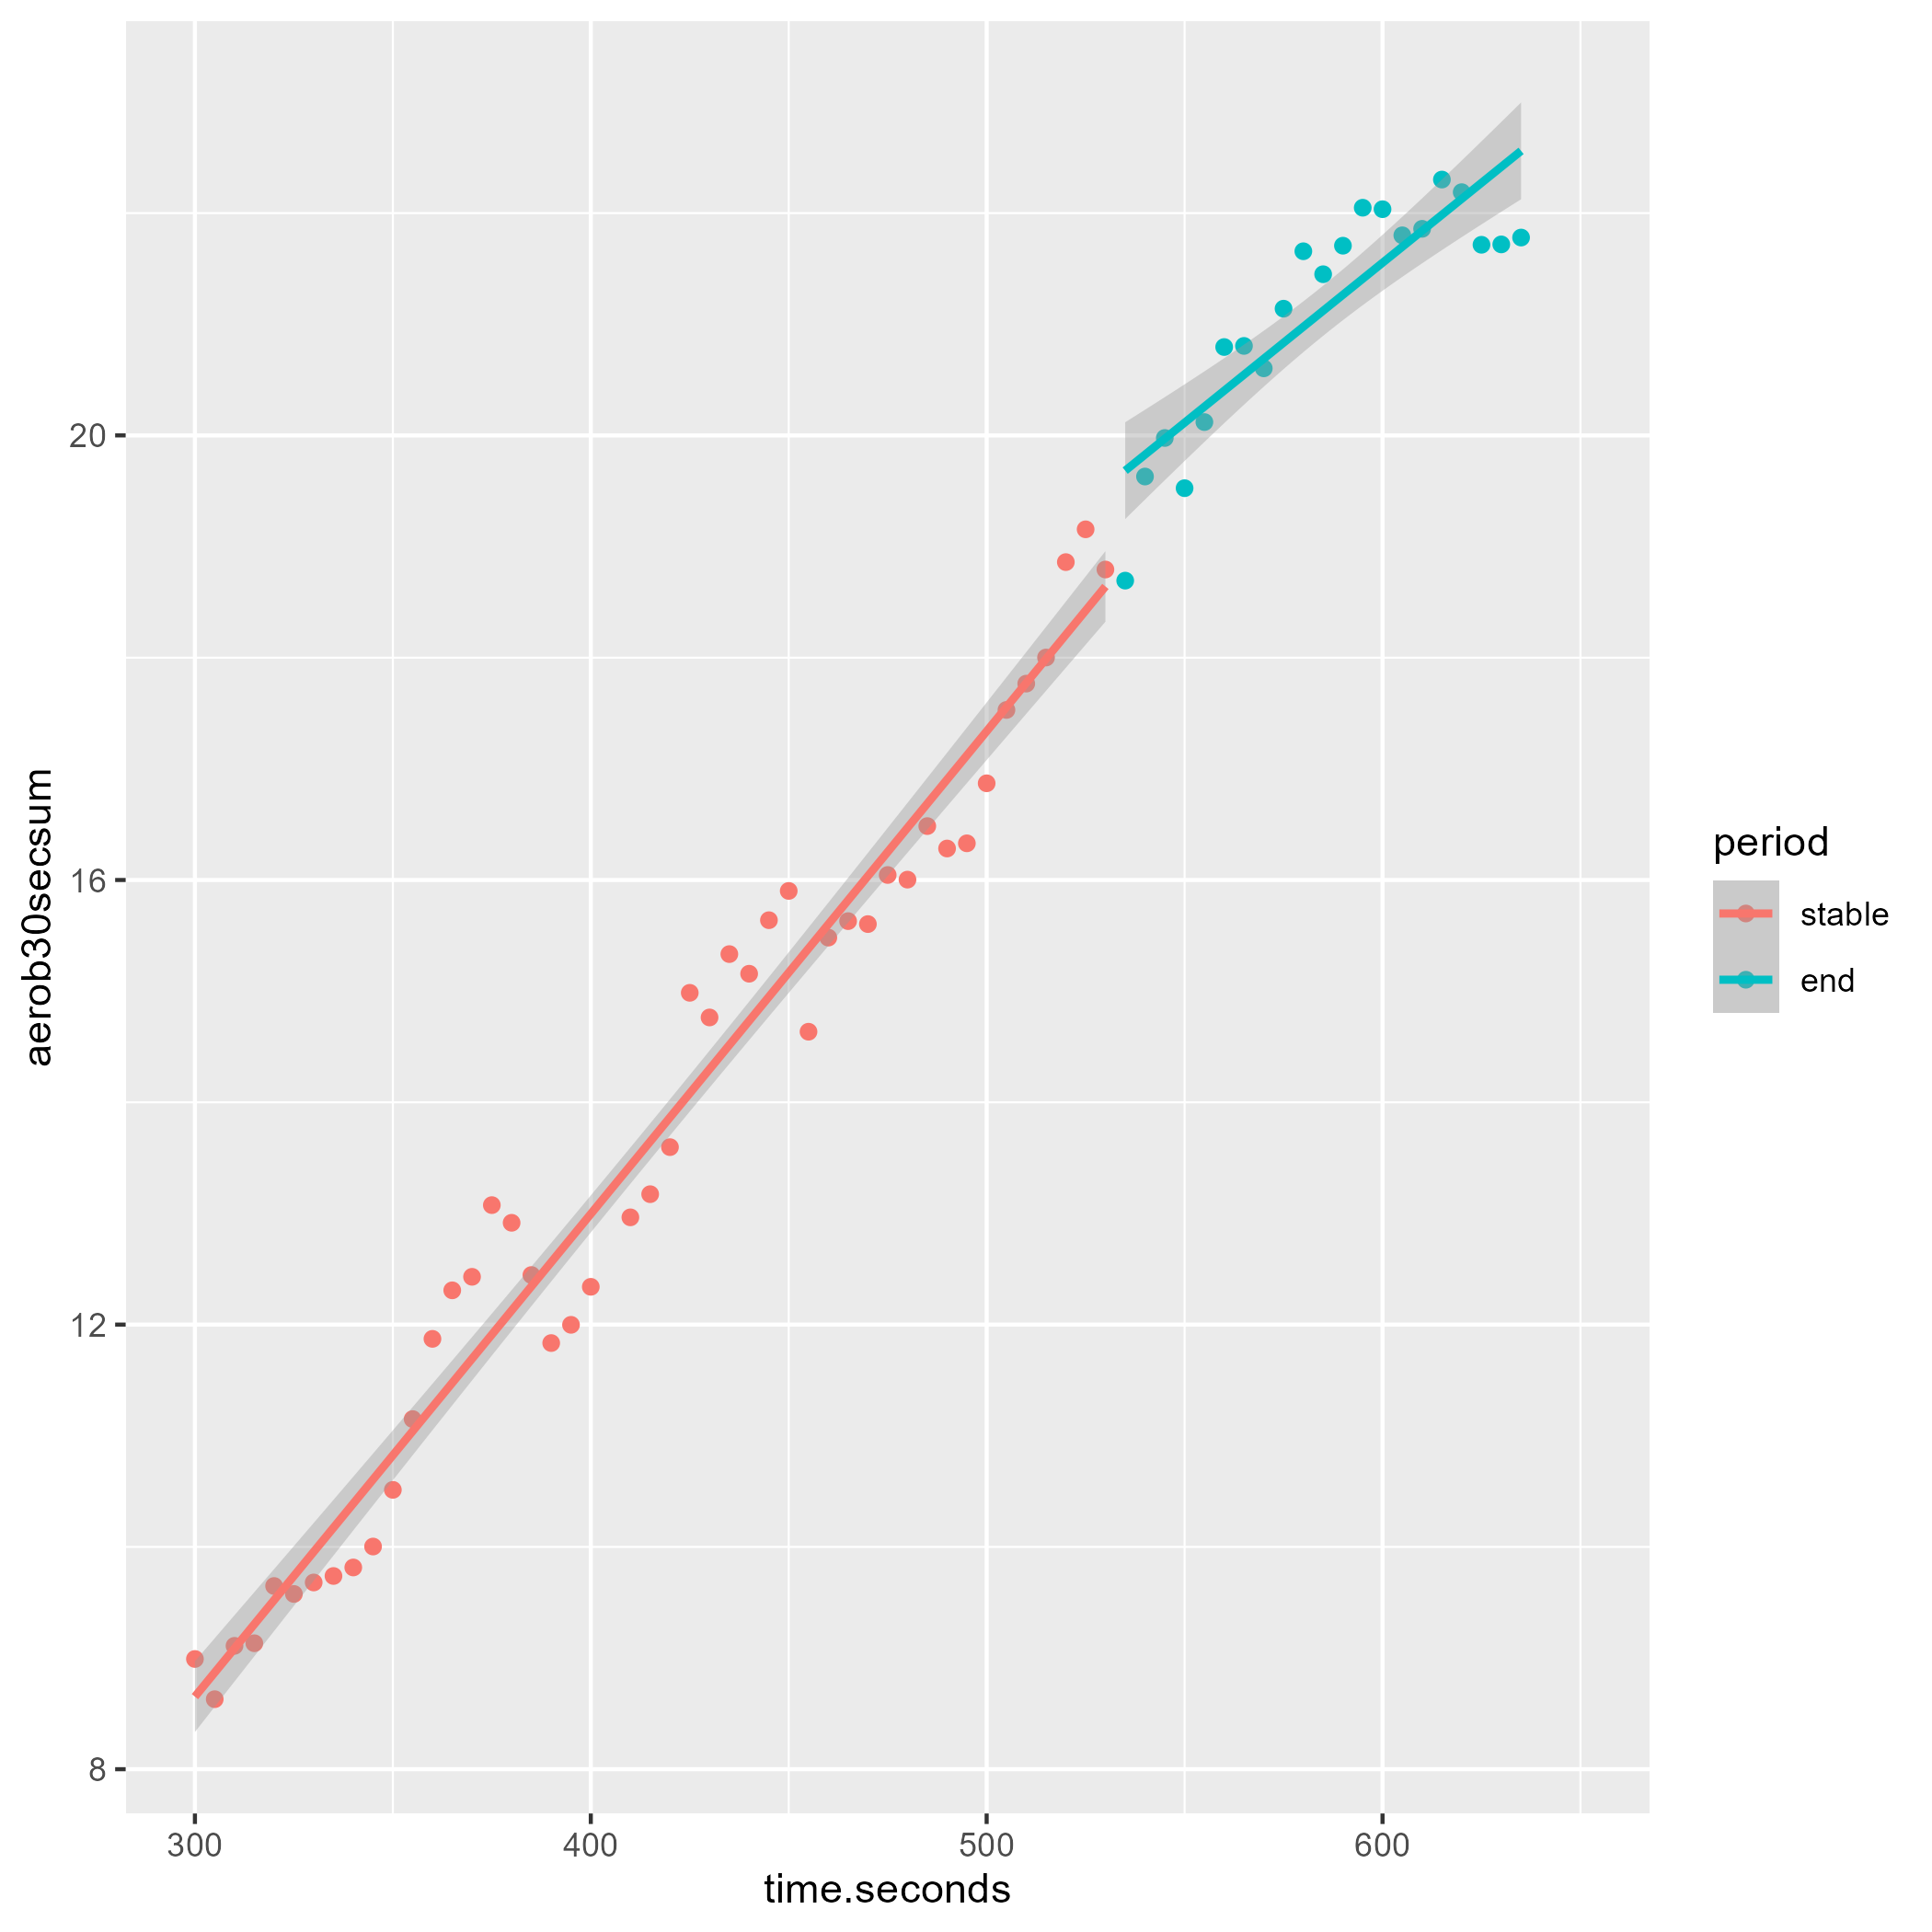 aerob30secsum
20
16
12
8
300 400 500 600
time.seconds
period
stable
end